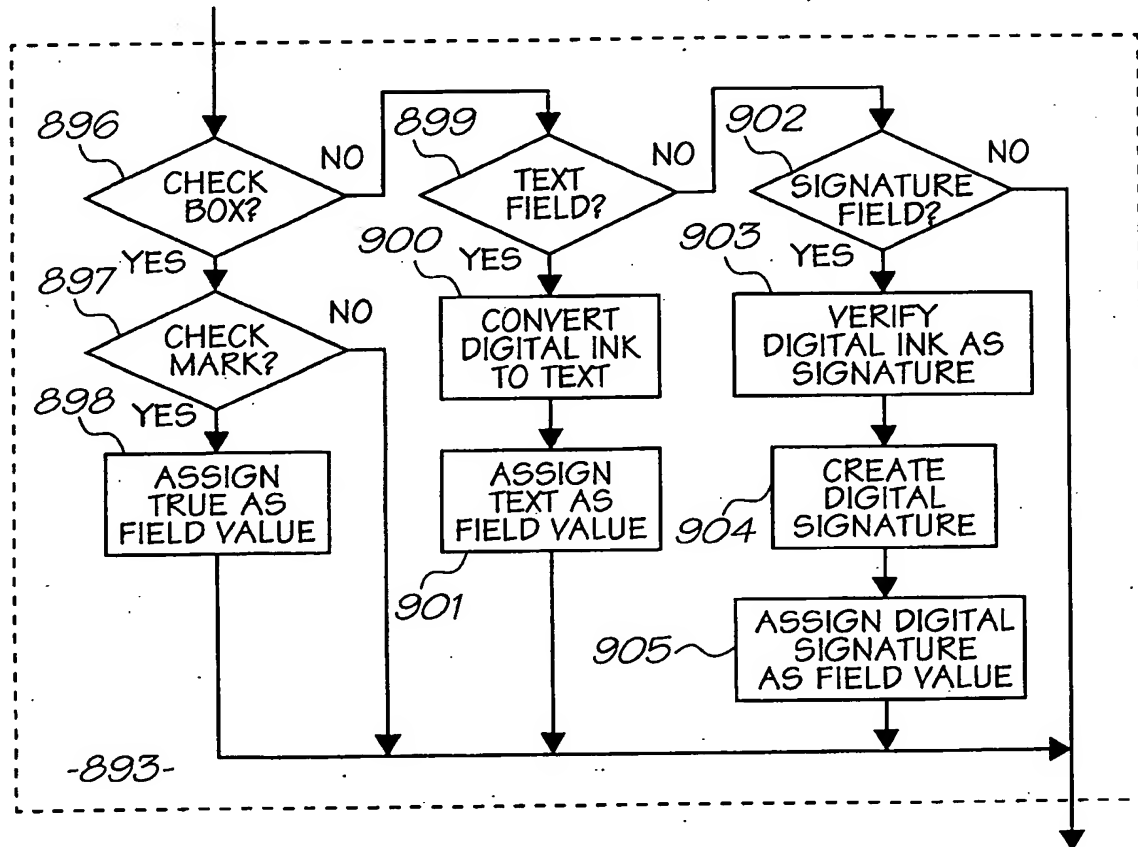 896
CHECK
BOX?
NO
YES
897
CHECK
MARK?
NO
YES
898
ASSIGN
TRUE AS
FIELD VALUE
899
TEXT
FIELD?
NO
YES
900
CONVERT
DIGITAL INK
TO TEXT
ASSIGN
TEXT AS
FIELD VALUE
901
902
SIGNATURE
FIELD?
NO
YES
903
VERIFY
DIGITAL INK AS
SIGNATURE
CREATE
DIGITAL
SIGNATURE
904
ASSIGN DIGITAL
SIGNATURE
AS FIELD VALUE
905
-893-